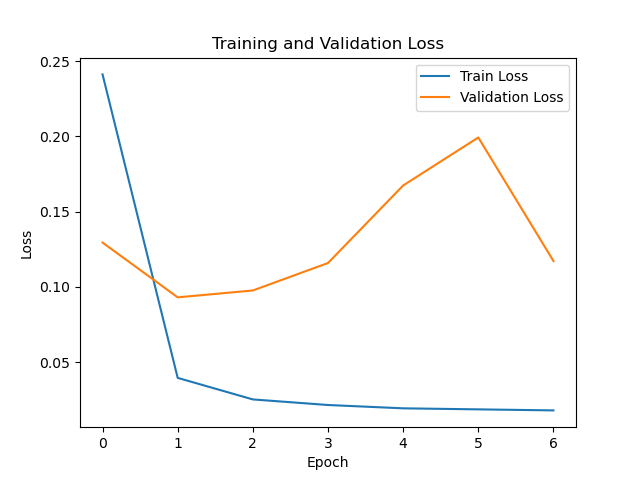 Training and Validation Loss
Train Loss
Validation Loss
0.25
0.20
0.15
0.10
0.05
Loss
0 1 2 3 4 5 6
Epoch